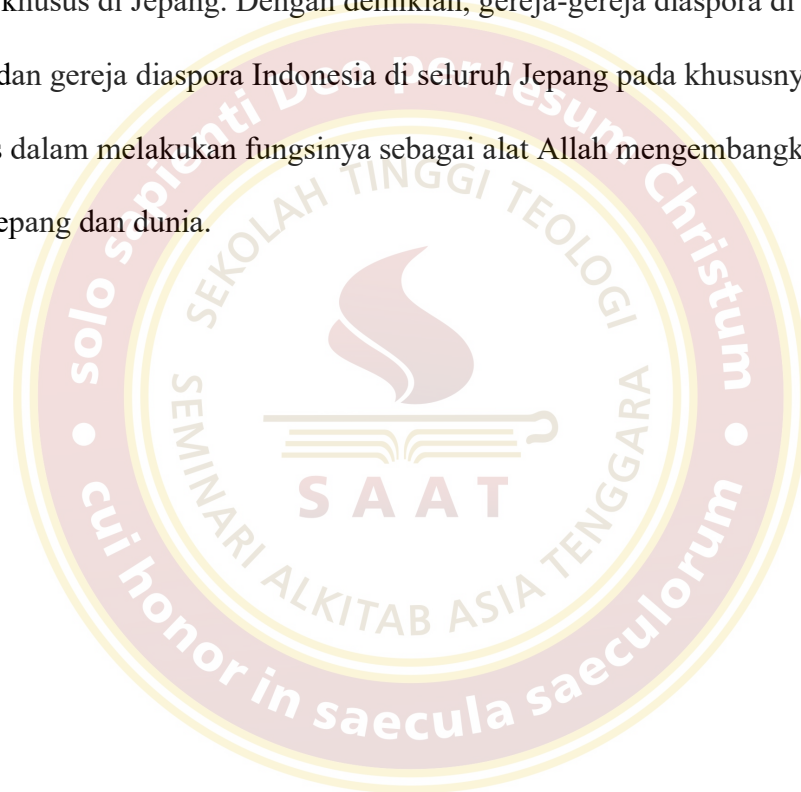 khusus di Jepang. Dengan demikian, gereja-gereja diaspora di
dan gereja diaspora Indonesia di seluruh Jepang pada khususny
s dalam melakukan fungsinya sebagai alat Allah mengembangk
epang dan dunia.
solo sapienti Deo per Iesum Christum
SEKOLAH TINGGI TEOLOGI
SAAT
SEMINARI ALKITAB ASIA TENGGARA
cui honor in saecula saeculorum